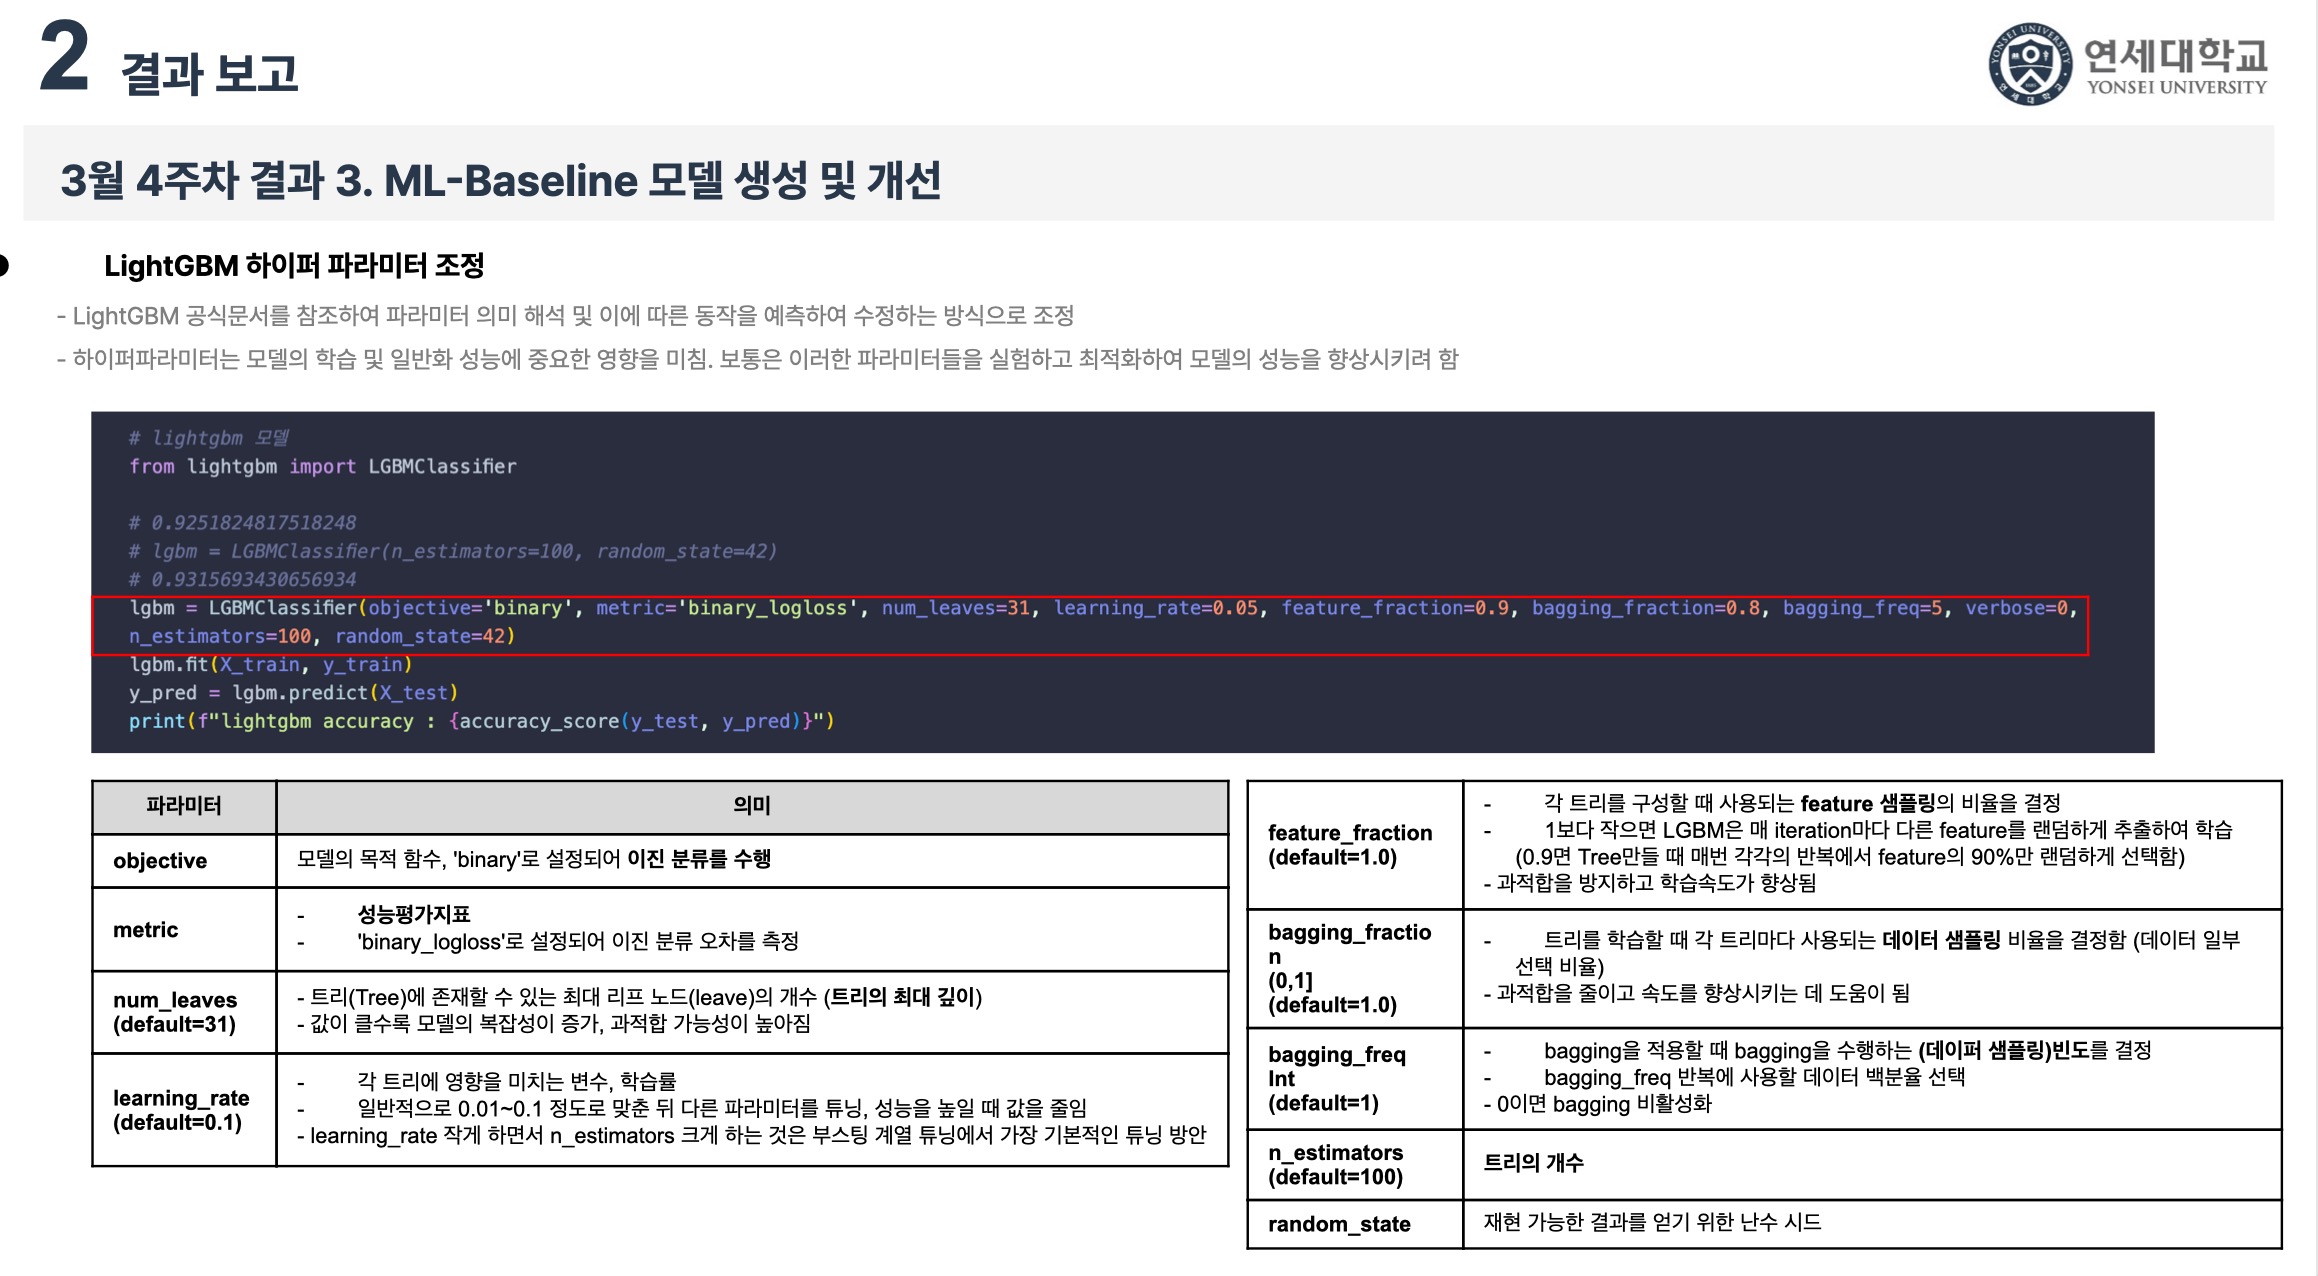 2 결과 보고
연세대학교
YONSEI UNIVERSITY
3월 4주차 결과 3. ML-Baseline 모델 생성 및 개선
LightGBM 하이퍼 파라미터 조정
- LightGBM 공식문서를 참조하여 파라미터 의미 해석 및 이에 따른 동작을 예측하여 수정하는 방식으로 조정
- 하이퍼파라미터는 모델의 학습 및 일반화 성능에 중요한 영향을 미침. 보통은 이러한 파라미터들을 실험하고 최적화하여 모델의 성능을 향상시키려 함
# lightgbm 모델
from lightgbm import LGBMClassifier
# 0.9251824817518248
# lgbm = LGBMClassifier(n_estimators=100, random_state=42)
# 0.9315693430656934
lgbm = LGBMClassifier(objective='binary', metric='binary_logloss', num_leaves=31, learning_rate=0.05, feature_fraction=0.9, bagging_fraction=0.8, bagging_freq=5, verbose=0,
n_estimators=100, random_state=42)
lgbm.fit(X_train, y_train)
y_pred = lgbm.predict(X_test)
print(f"lightgbm accuracy : {accuracy_score(y_test, y_pred)}")
파라미터 의미
objective 모델의 목적 함수, 'binary'로 설정되어 이진 분류를 수행
metric
- 성능평가지표
- 'binary_logloss'로 설정되어 이진 분류 오차를 측정
num_leaves
(default=31)
- 트리(Tree)에 존재할 수 있는 최대 리프 노드(leave)의 개수 (트리의 최대 깊이)
- 값이 클수록 모델의 복잡성이 증가, 과적합 가능성이 높아짐
learning_rate
(default=0.1)
- 각 트리에 영향을 미치는 변수, 학습률
- 일반적으로 0.01~0.1 정도로 맞춘 뒤 다른 파라미터를 튜닝, 성능을 높일 때 값을 줄임
- learning_rate 작게 하면서 n_estimators 크게 하는 것은 부스팅 계열 튜닝에서 가장 기본적인 튜닝 방안
feature_fraction
(default=1.0)
- 각 트리를 구성할 때 사용되는 feature 샘플링의 비율을 결정
- 1보다 작으면 LGBM은 매 iteration마다 다른 feature를 랜덤하게 추출하여 학습
(0.9면 Tree만들 때 매번 각각의 반복에서 feature의 90%만 랜덤하게 선택함)
- 과적합을 방지하고 학습속도가 향상됨
bagging_fractio
n
(0,1]
(default=1.0)
- 트리를 학습할 때 각 트리마다 사용되는 데이터 샘플링 비율을 결정함 (데이터 일부
선택 비율)
- 과적합을 줄이고 속도를 향상시키는 데 도움이 됨
bagging_freq
Int
(default=1)
- bagging을 적용할 때 bagging을 수행하는 (데이퍼 샘플링)빈도를 결정
- bagging_freq 반복에 사용할 데이터 백분율 선택
- 0이면 bagging 비활성화
n_estimators
(default=100)
트리의 개수
random_state 재현 가능한 결과를 얻기 위한 난수 시드